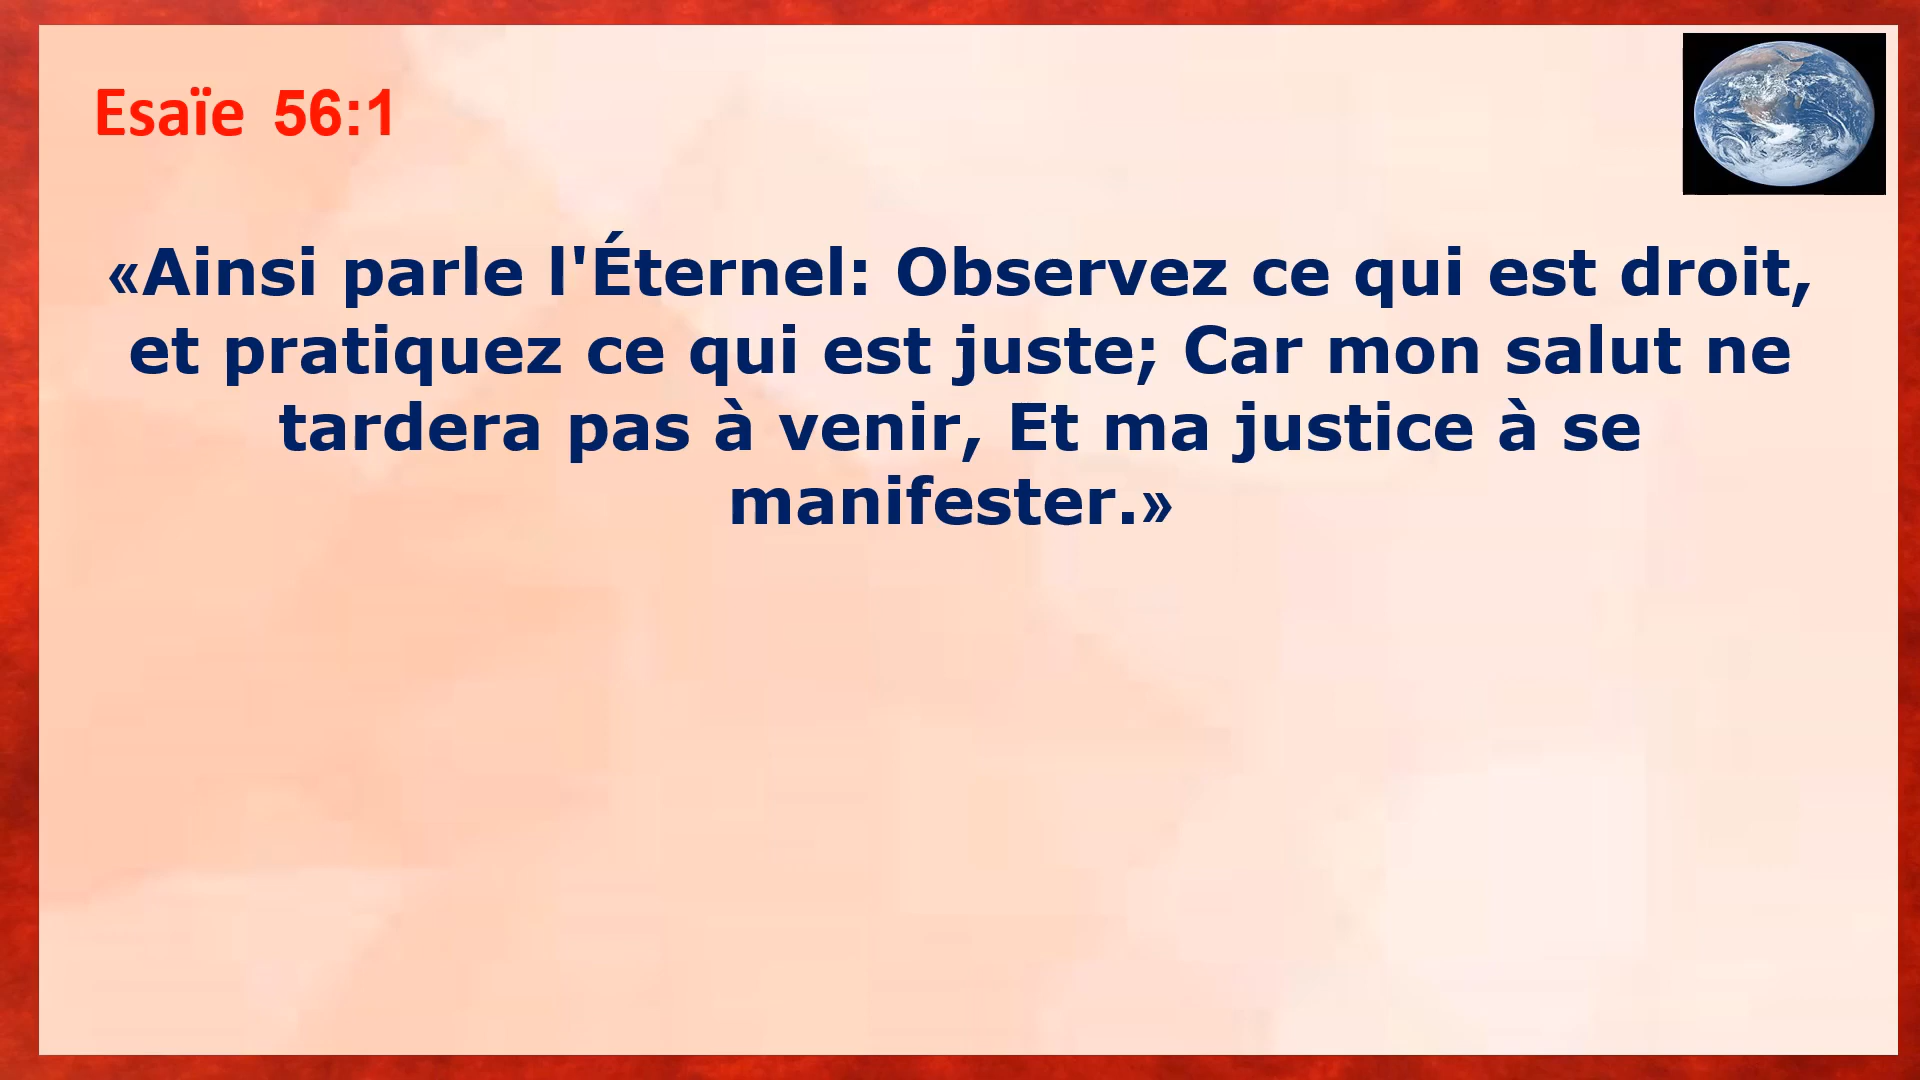 Esaïe 56:1
«Ainsi parle l'Éternel: Observez ce qui est droit,
et pratiquez ce qui est juste; Car mon salut ne
tardera pas à venir, Et ma justice à se
manifester.»